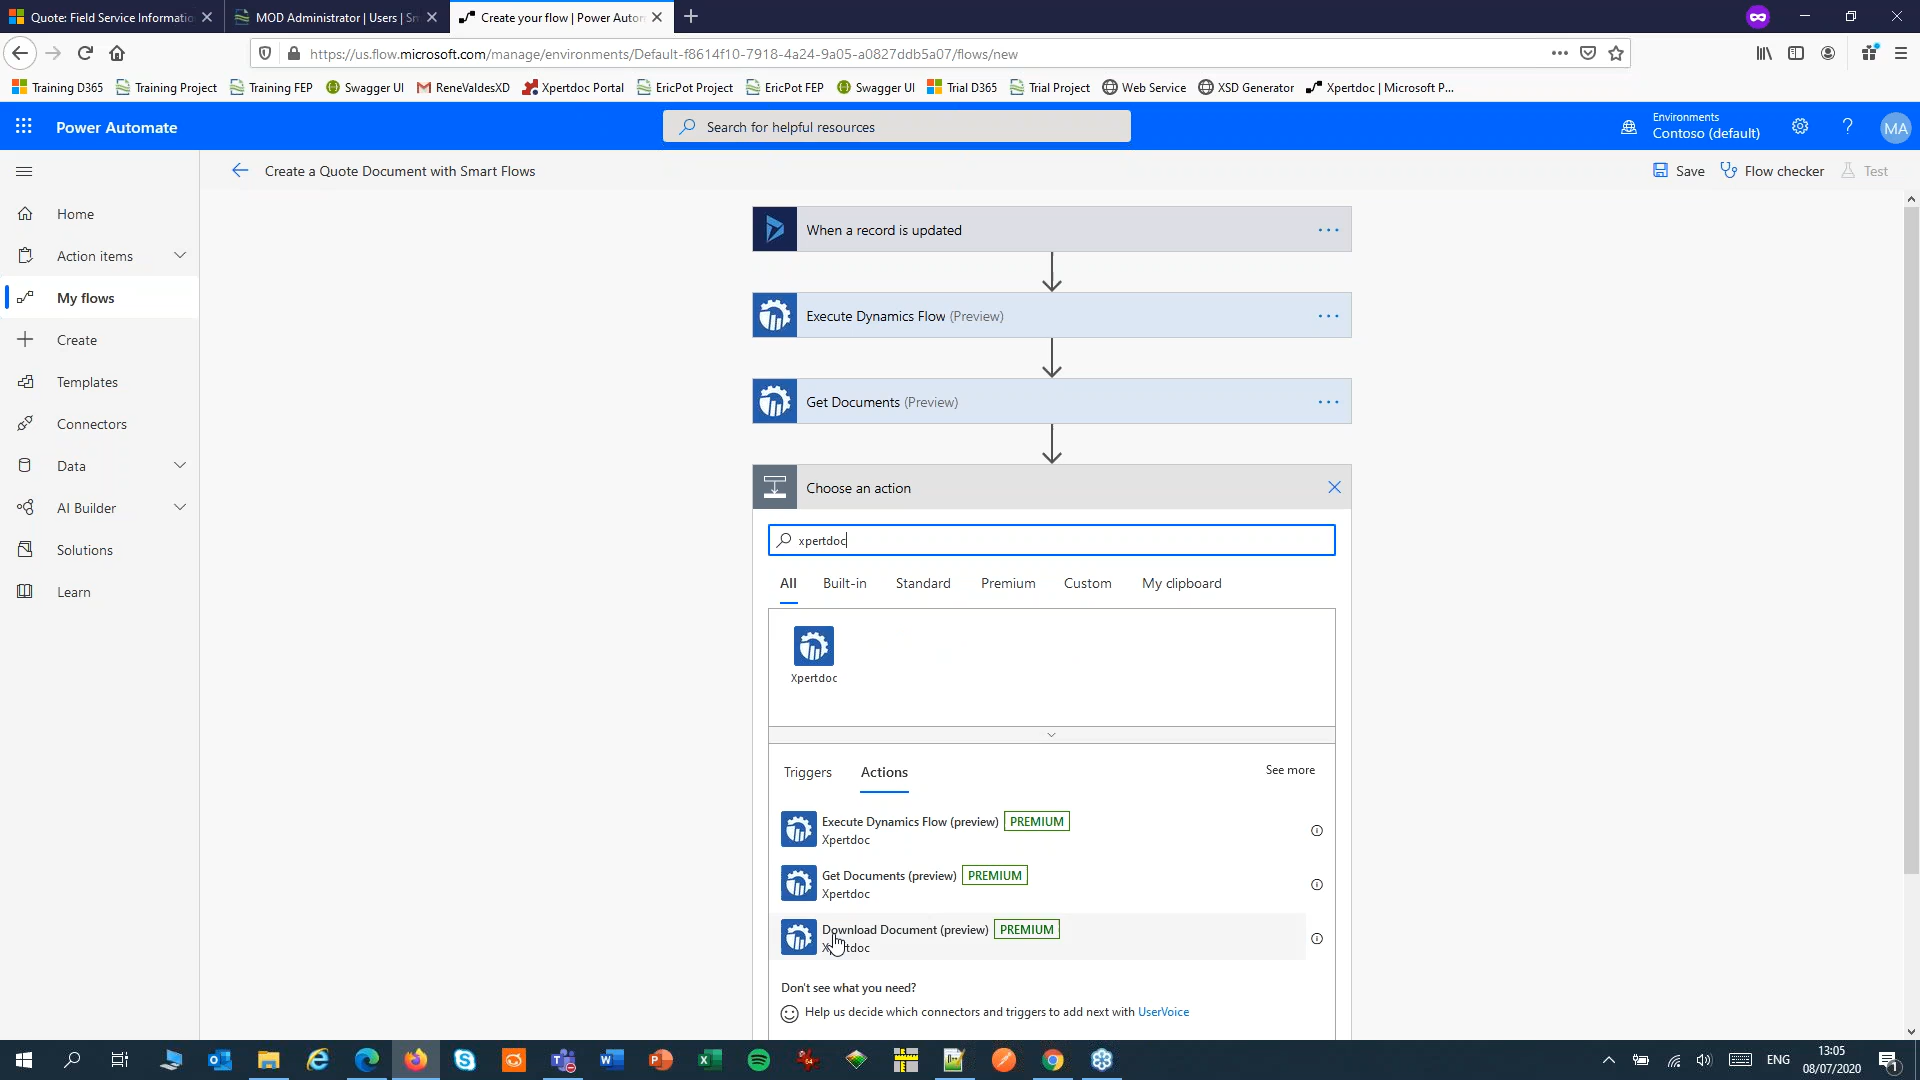 Quote: Field Service Informatio
MOD Administrator | Users | Sm
Create your flow | Power Autom
https://us.flow.microsoft.com/manage/environments/Default-f8614f10-7918-4a24-9a05-a0827ddb5a07/flows/new
Training D365
Training Project
Training FEP
Swagger UI
ReneValdesXD
Xpertdoc Portal
EricPot Project
EricPot FEP
Swagger UI
Trial D365
Trial Project
Web Service
XSD Generator
Xpertdoc | Microsoft P...
Power Automate
Search for helpful resources
Environments
Contoso (default)
?
MA
Create a Quote Document with Smart Flows
Save
Flow checker
Test
Home
Action items
My flows
Create
Templates
Connectors
Data
AI Builder
Solutions
Learn
When a record is updated
Execute Dynamics Flow (Preview)
Get Documents (Preview)
Choose an action
xpertdoc
All
Built-in
Standard
Premium
Custom
My clipboard
Xpertdoc
Triggers
Actions
See more
Execute Dynamics Flow (preview) PREMIUM
Xpertdoc
Get Documents (preview) PREMIUM
Xpertdoc
Download Document (preview) PREMIUM
Don't see what you need?
Help us decide which connectors and triggers to add next with UserVoice
ENG
13:05
08/07/2020
1